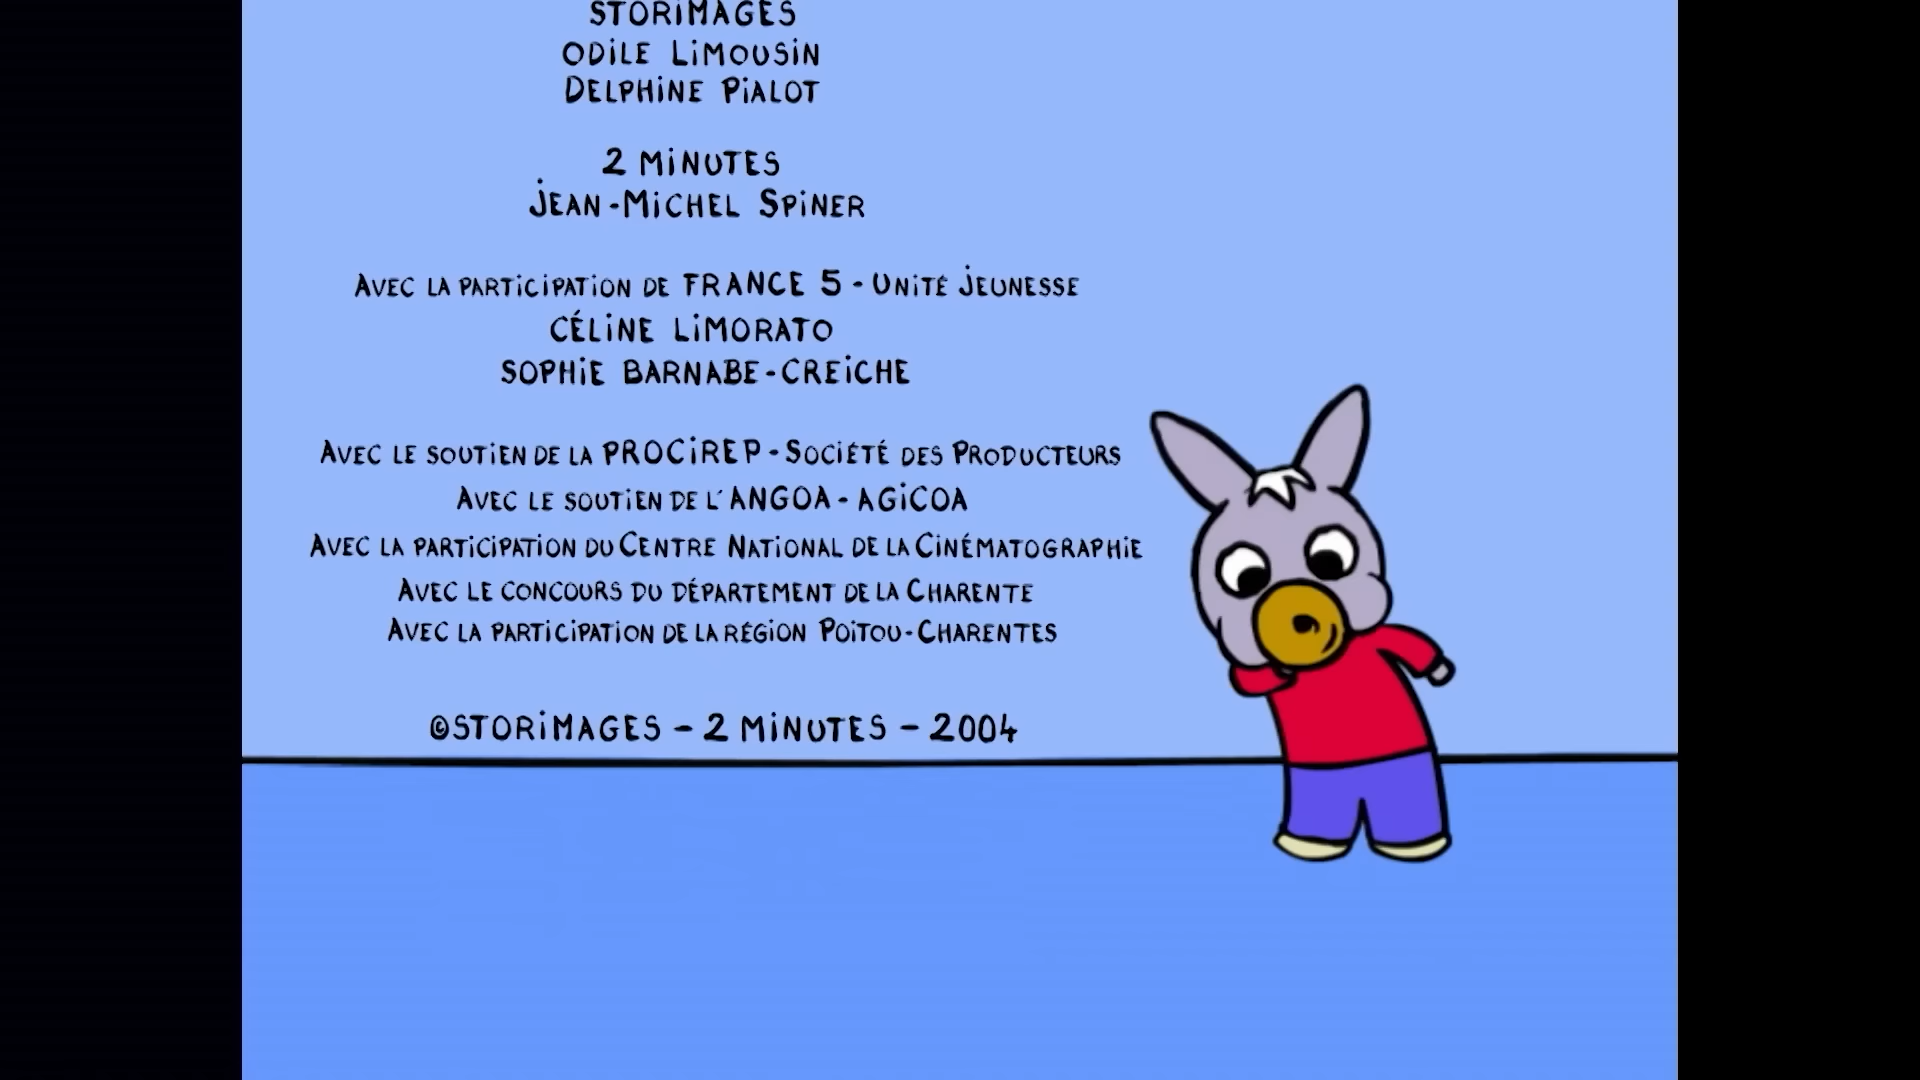 STORIMAGES
ODILE LIMOUSIN
DELPHINE PIALOT
2 MINUTES
JEAN-MICHEL SPINER
AVEC LA PARTICIPATION DE FRANCE 5 - UNITÉ JEUNESSE
CÉLINE LIMORATO
SOPHIE BARNABE-CREICHE
AVEC LE SOUTIEN DE LA PROCIREP - SOCIÉTÉ DES PRODUCTEURS
AVEC LE SOUTIEN DE L'ANGOA - AGICOA
AVEC LA PARTICIPATION DU CENTRE NATIONAL DE LA CINÉMATOGRAPHIE
AVEC LE CONCOURS DU DÉPARTEMENT DE LA CHARENTE
AVEC LA PARTICIPATION DE LA RÉGION POITOU-CHARENTES
©STORIMAGES - 2 MINUTES - 2004